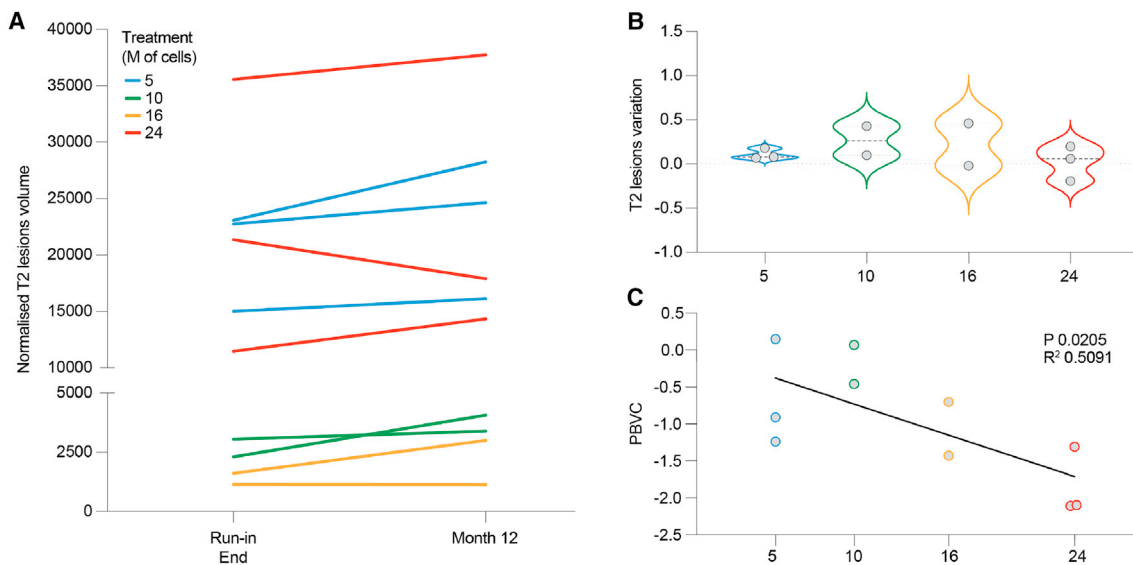 A
Normalised T2 lesions volume
40000
35000
30000
25000
20000
15000
10000
5000
2500
0
Treatment
(M of cells)
5
10
16
24
Run-in
End
Month 12
B
T2 lesions variation
1.5
1.0
0.5
0.0
-0.5
-1.0
5
10
16
24
C
PBVC
0.5
0.0
-0.5
-1.0
-1.5
-2.0
-2.5
P 0.0205
R² 0.5091
5
10
16
24